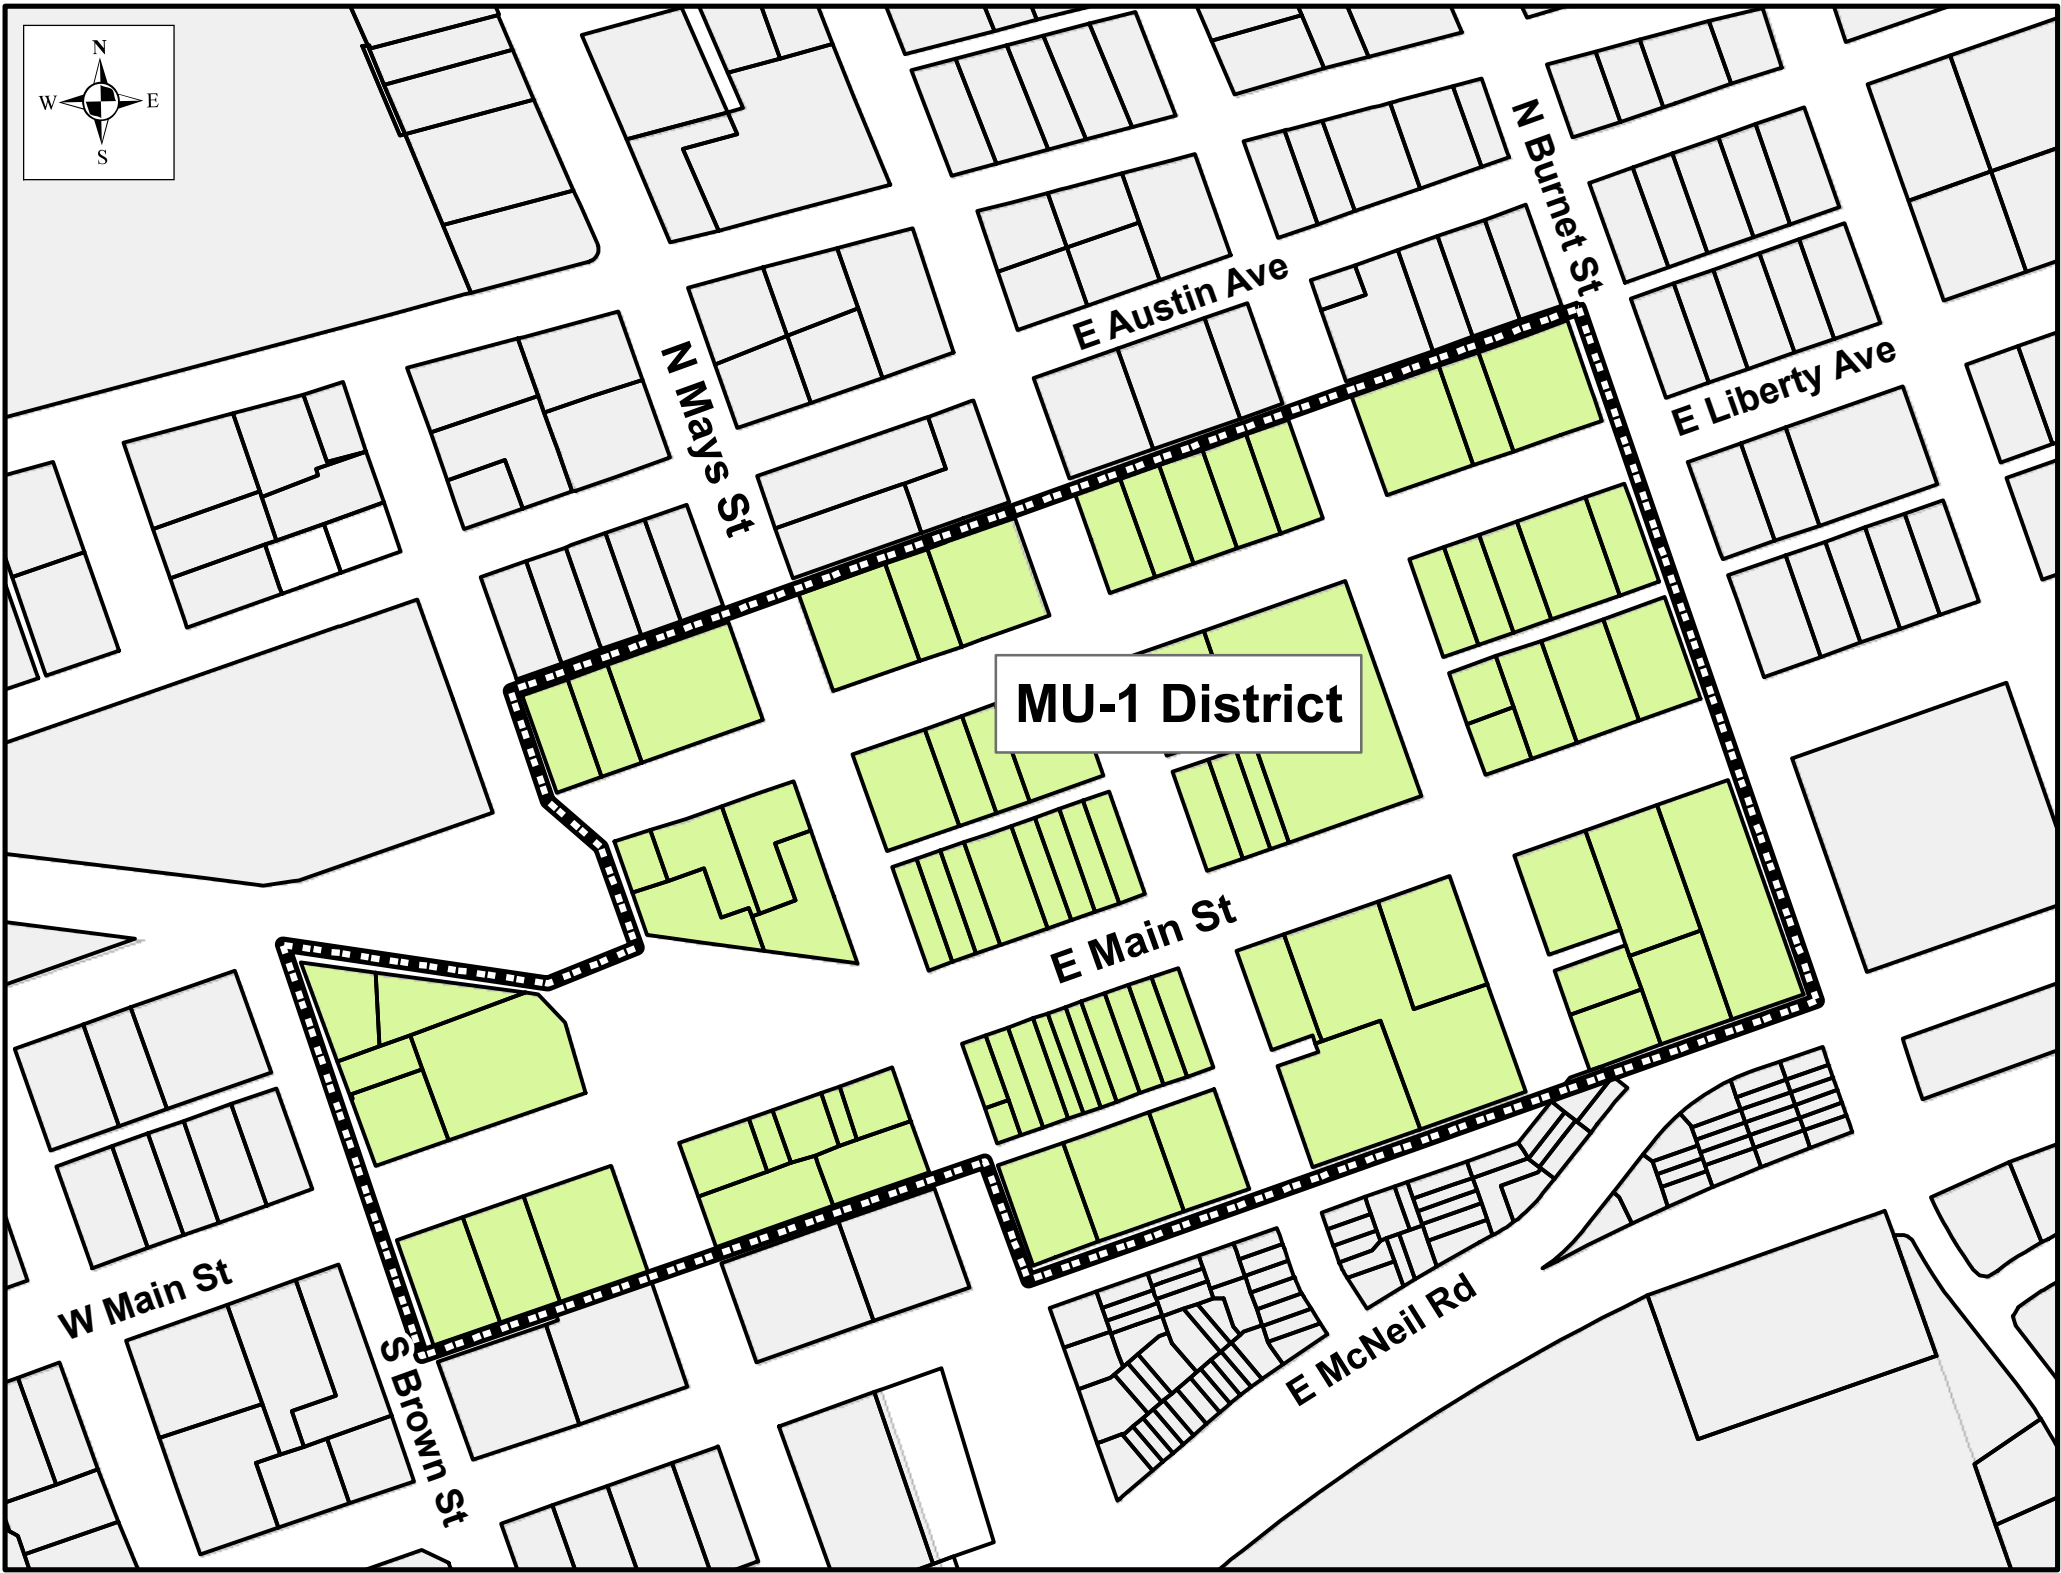 N
W E
S
N Burnet St
E Austin Ave
N Mays St
E Liberty Ave
MU-1 District
E Main St
W Main St
S Brown St
E McNeil Rd